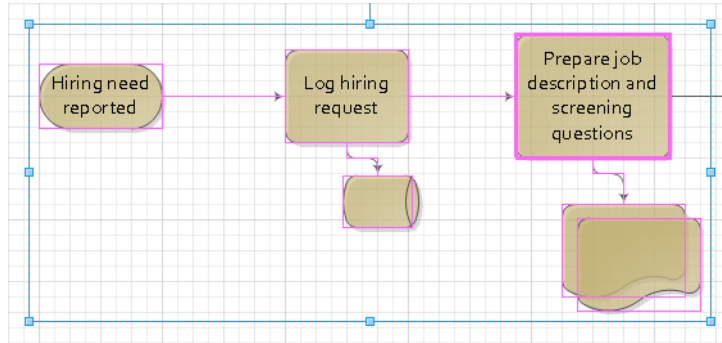 Hiring need
reported
Log hiring
request
Prepare job
description and
screening
questions